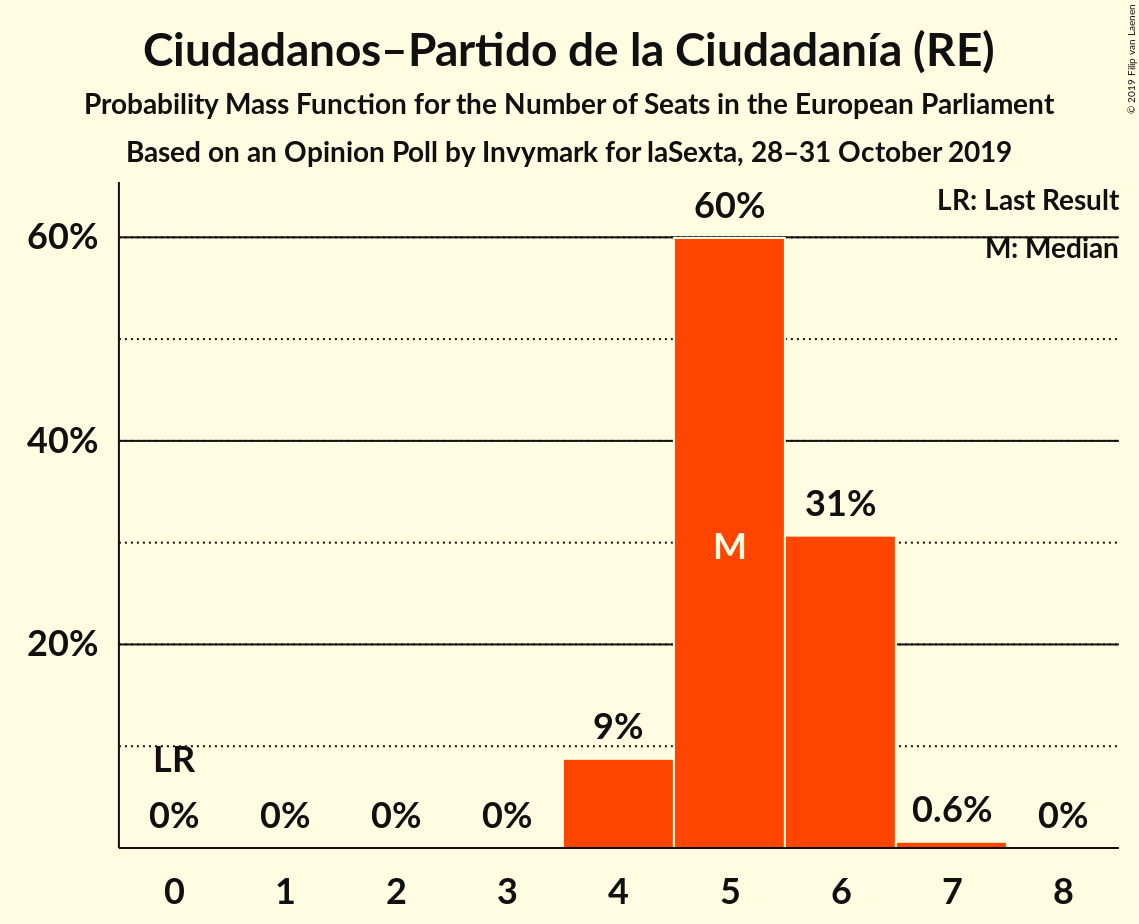 Ciudadanos–Partido de la Ciudadanía (RE)
Probability Mass Function for the Number of Seats in the European Parliament
Based on an Opinion Poll by Invymark for laSexta, 28–31 October 2019
© 2019 Filip van Laenen
LR: Last Result
M: Median
60%
40%
20%
LR
0%
0%
0%
0%
9%
60%
M
31%
0.6%
0%
0 1 2 3 4 5 6 7 8